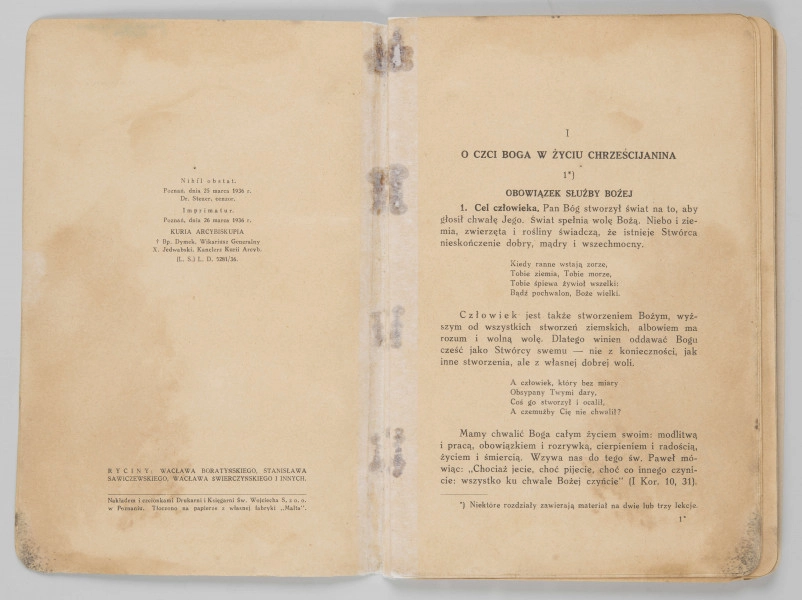 Nihil obstat.
Poznań, dnia 25 marca 1936 r.
Dr. Steuer, cenzor.
Imprimatur.
Poznań, dnia 26 marca 1936 r.
KURIA ARCYBISKUPIA
† Bp. Dymek, Wikariusz Generalny
X. Jedwabski, Kanclerz Kurii Arcyb.
(L. S.) L. D. 3281/36.
RYCINY: WACŁAWA BORATYŃSKIEGO, STANISŁAWA
SAWICZEWSKIEGO, WACŁAWA ŚWIERCZYŃSKIEGO I INNYCH.
Nakładem i czcionkami Drukarni i Księgarni Św. Wojciecha S. z o. o.
w Poznaniu. Tłoczono na papierze z własnej fabryki „Malta".
I
O CZCI BOGA W ŻYCIU CHRZEŚCIJANINA
1*)
OBOWIĄZEK SŁUŻBY BOŻEJ
1. Cel człowieka. Pan Bóg stworzył świat na to, aby
głosił chwałę Jego. Świat spełnia wolę Bożą. Niebo i zie-
mia, zwierzęta i rośliny świadczą, że istnieje Stwórca
nieskończenie dobry, mądry i wszechmocny.
Kiedy ranne wstają zorze,
Tobie ziemia, Tobie morze,
Tobie śpiewa żywioł wszelki:
Bądź pochwalon, Boże wielki.
Człowiek jest także stworzeniem Bożym, wyż-
szym od wszystkich stworzeń ziemskich, albowiem ma
rozum i wolną wolę. Dlatego winien oddawać Bogu
cześć jako Stwórcy swemu — nie z konieczności, jak
inne stworzenia, ale z własnej dobrej woli.
A człowiek, który bez miary
Obsypany Twymi dary,
Coś go stworzył i ocalił,
A czemużby Cię nie chwalił?
Mamy chwalić Boga całym życiem swoim: modlitwą
i pracą, obowiązkiem i rozrywką, cierpieniem i radością,
życiem i śmiercią. Wzywa nas do tego św. Paweł mó-
wiąc: „Chociaż jecie, choć pijecie, choć co innego czyni-
cie: wszystko ku chwale Bożej czyńcie" (I Kor. 10, 31).
*) Niektóre rozdziały zawierają materiał na dwie lub trzy lekcje.
1*